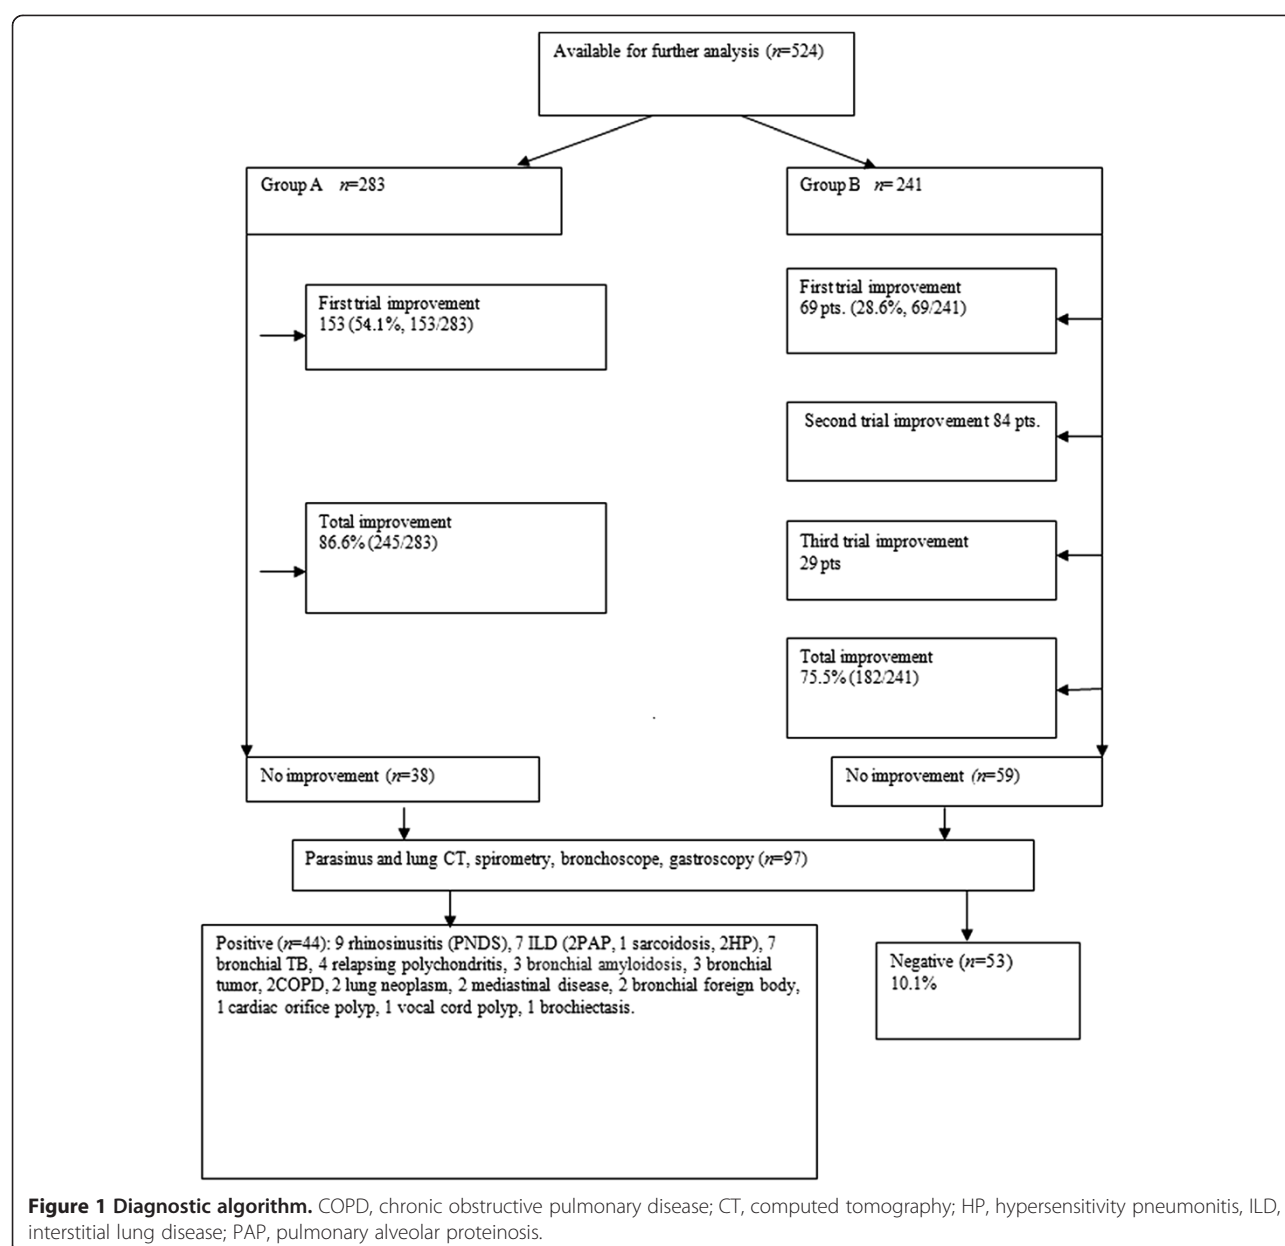 Available for further analysis (n=524)
Group A n=283
Group B n=241
First trial improvement
153 (54.1%, 153/283)
First trial improvement
69 pts. (28.6%, 69/241)
Second trial improvement 84 pts.
Total improvement
86.6% (245/283)
Third trial improvement
29 pts
Total improvement
75.5% (182/241)
No improvement (n=38)
No improvement (n=59)
Parasinus and lung CT, spirometry, bronchoscope, gastroscopy (n=97)
Positive (n=44): 9 rhinosinusitis (PNDS), 7 ILD (2PAP, 1 sarcoidosis, 2HP), 7
bronchial TB, 4 relapsing polychondritis, 3 bronchial amyloidosis, 3 bronchial
tumor, 2COPD, 2 lung neoplasm, 2 mediastinal disease, 2 bronchial foreign body,
1 cardiac orifice polyp, 1 vocal cord polyp, 1 brochiectasis.
Negative (n=53)
10.1%
Figure 1 Diagnostic algorithm. COPD, chronic obstructive pulmonary disease; CT, computed tomography; HP, hypersensitivity pneumonitis, ILD,
interstitial lung disease; PAP, pulmonary alveolar proteinosis.